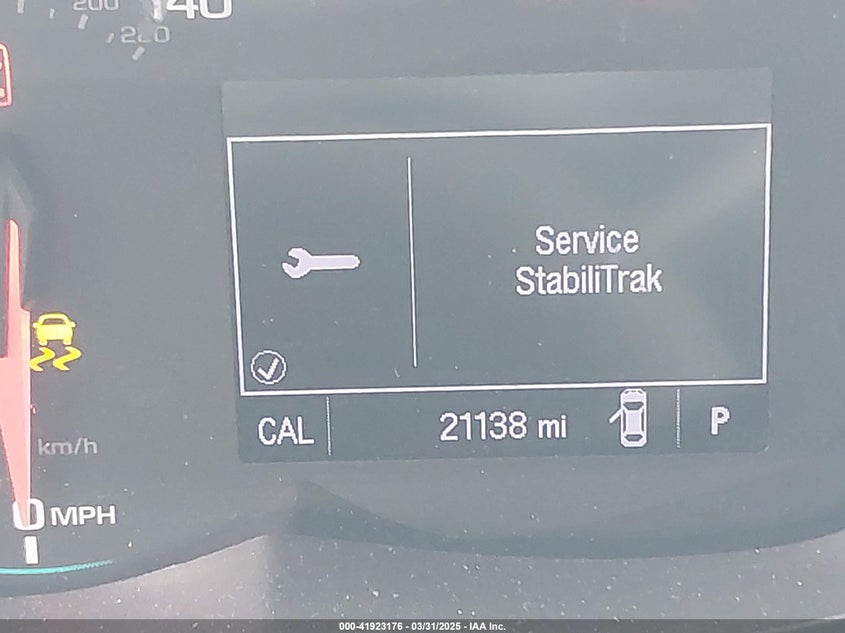 200
140
220
Service
StabiliTrak
CAL
21138 mi
P
km/h
0 MPH
000-41923176 - 03/31/2025 - IAA Inc.